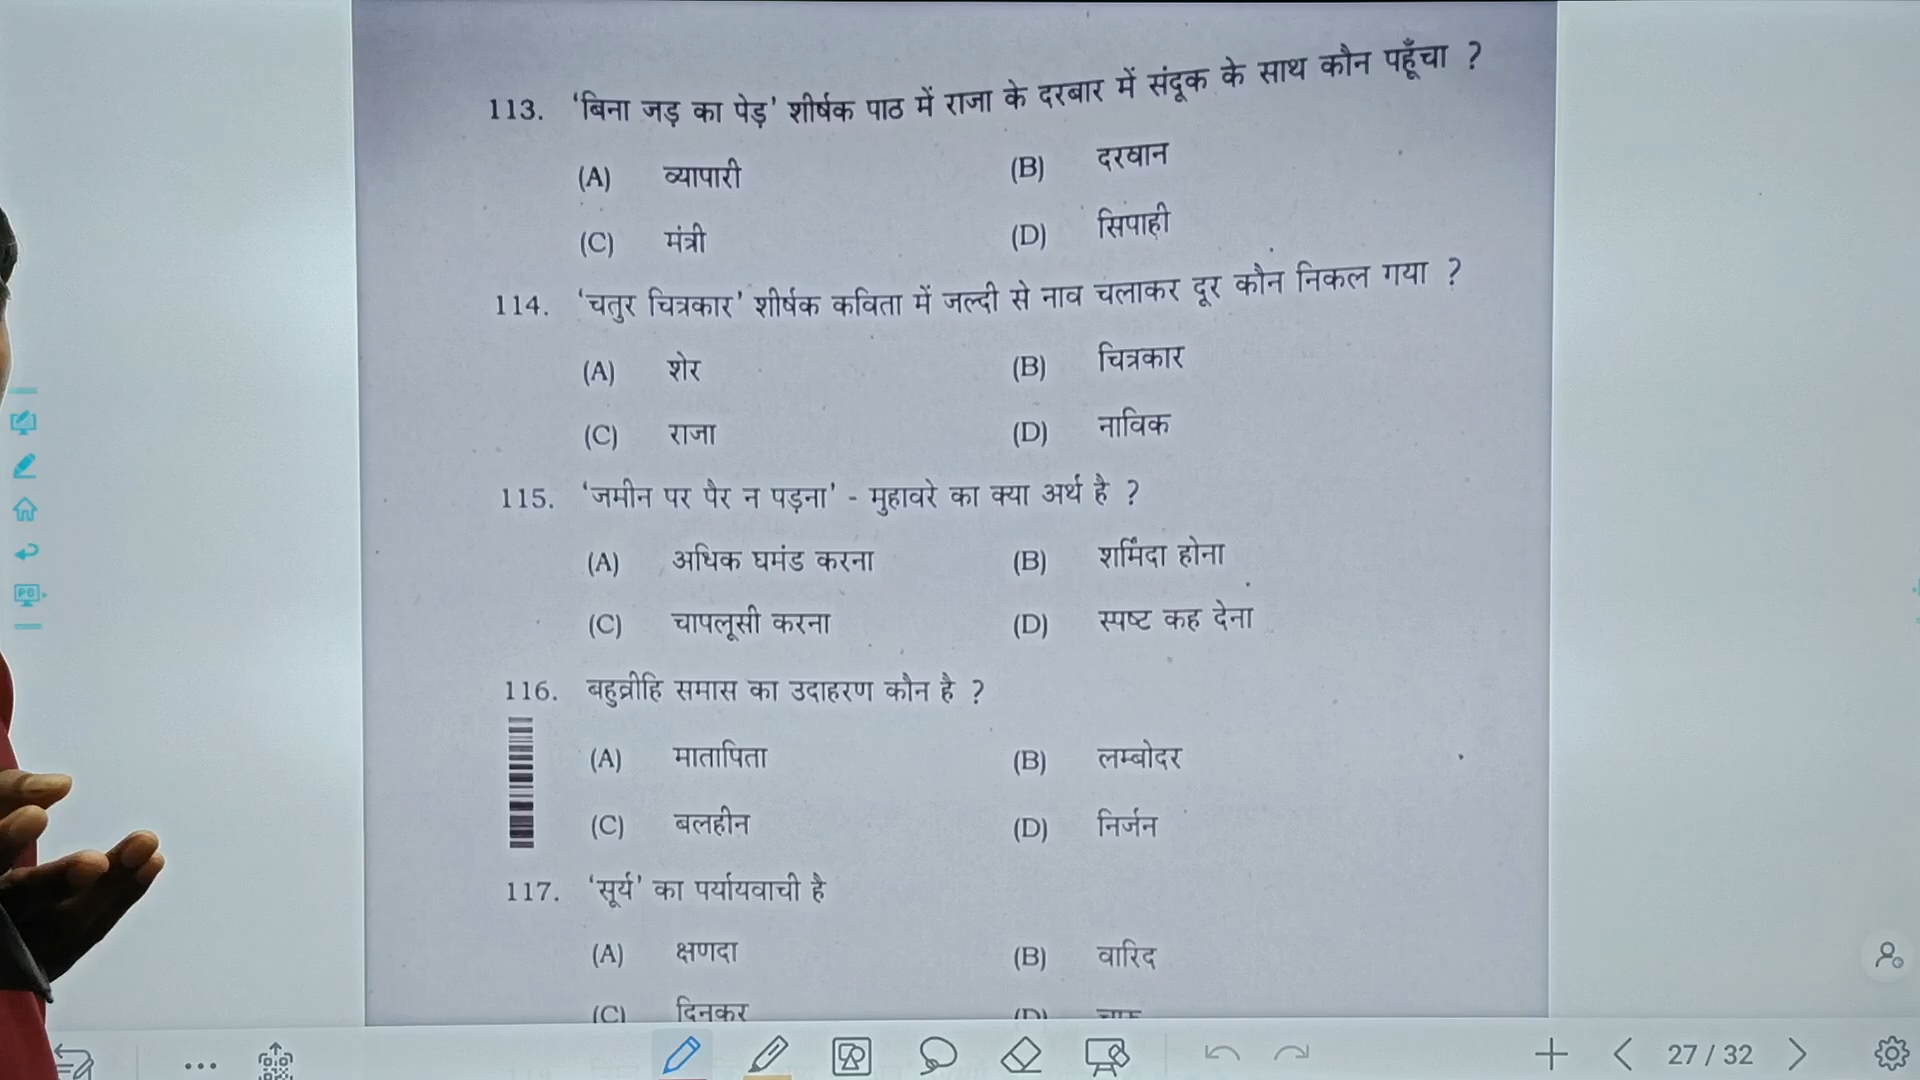 113. 'बिना जड़ का पेड़' शीर्षक पाठ में राजा के दरबार में संदूक के साथ कौन पहूँचा ?
(A) व्यापारी (B) दरबान
(C) मंत्री (D) सिपाही
114. 'चतुर चित्रकार' शीर्षक कविता में जल्दी से नाव चलाकर दूर कौन निकल गया ?
(A) शेर (B) चित्रकार
(C) राजा (D) नाविक
115. 'जमीन पर पैर न पड़ना' - मुहावरे का क्या अर्थ है ?
(A) अधिक घमंड करना (B) शर्मिंदा होना
(C) चापलूसी करना (D) स्पष्ट कह देना
116. बहुव्रीहि समास का उदाहरण कौन है ?
(A) मातापिता (B) लम्बोदर
(C) बलहीन (D) निर्जन
117. 'सूर्य' का पर्यायवाची है
(A) क्षणदा (B) वारिद
(C) दिनकर (D)
27/32